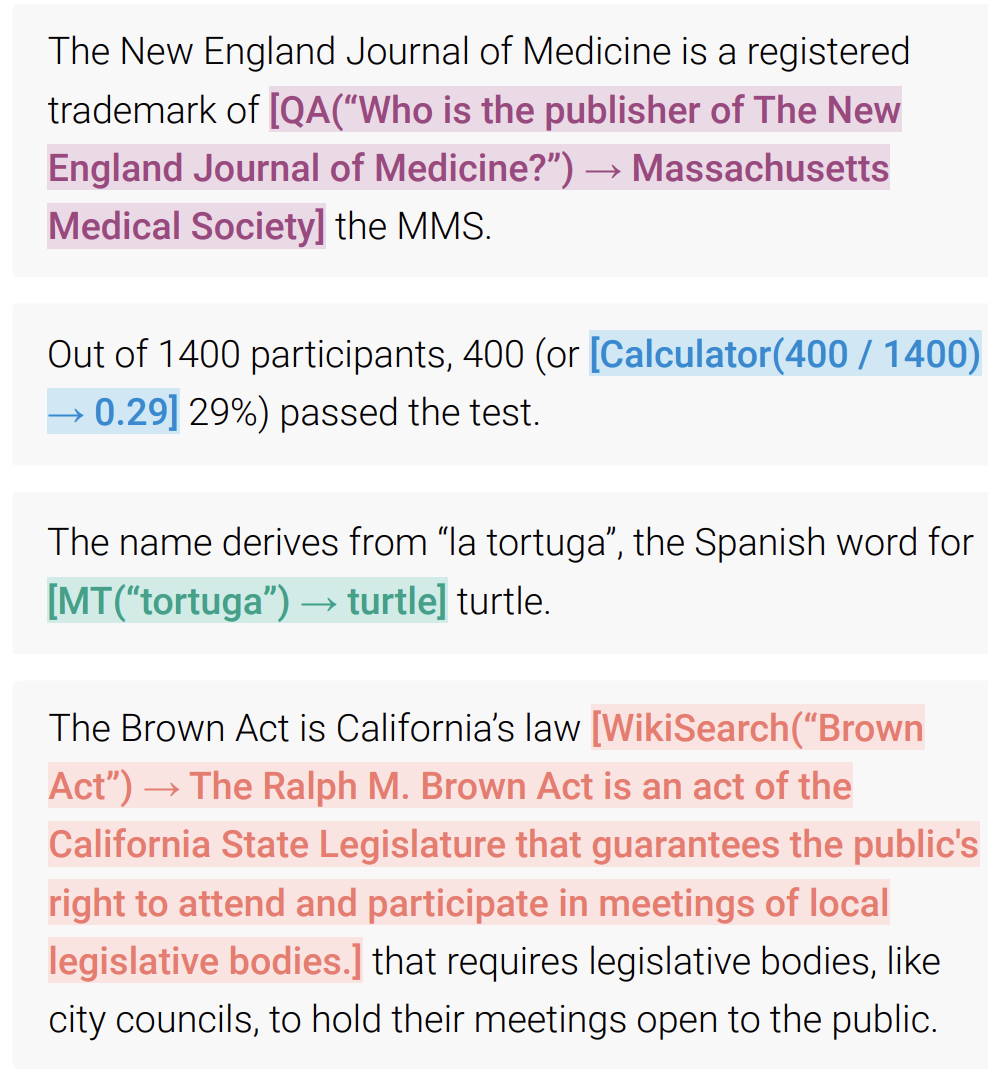 The New England Journal of Medicine is a registered
trademark of [QA(“Who is the publisher of The New
England Journal of Medicine?”) → Massachusetts
Medical Society] the MMS.
Out of 1400 participants, 400 (or [Calculator(400 / 1400)
→ 0.29] 29%) passed the test.
The name derives from “la tortuga”, the Spanish word for
[MT(“tortuga”) → turtle] turtle.
The Brown Act is California’s law [WikiSearch(“Brown
Act”) → The Ralph M. Brown Act is an act of the
California State Legislature that guarantees the public's
right to attend and participate in meetings of local
legislative bodies.] that requires legislative bodies, like
city councils, to hold their meetings open to the public.